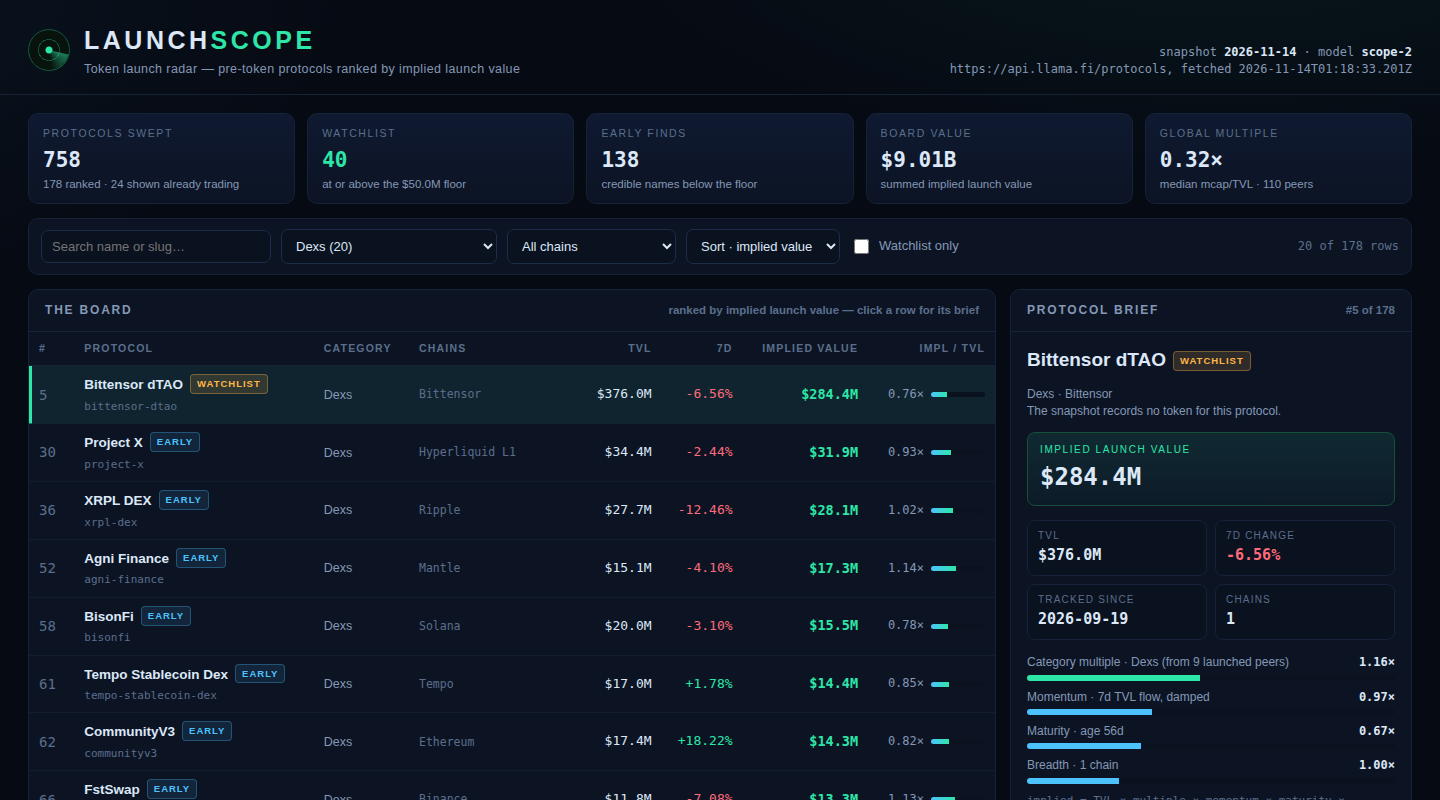 LAUNCHSCOPE
Token launch radar — pre-token protocols ranked by implied launch value
snapshot 2026-11-14 · model scope-2
https://api.llama.fi/protocols, fetched 2026-11-14T01:18:33.201Z
PROTOCOLS SWEPT
758
178 ranked · 24 shown already trading
WATCHLIST
40
at or above the $50.0M floor
EARLY FINDS
138
credible names below the floor
BOARD VALUE
$9.01B
summed implied launch value
GLOBAL MULTIPLE
0.32×
median mcap/TVL · 110 peers
Search name or slug…
Dexs (20)
All chains
Sort · implied value
Watchlist only
20 of 178 rows
THE BOARD
ranked by implied launch value — click a row for its brief
# PROTOCOL CATEGORY CHAINS TVL 7D IMPLIED VALUE IMPL / TVL
5 Bittensor dTAO WATCHLIST Dexs Bittensor $376.0M -6.56% $284.4M 0.76×
bittensor-dtao
30 Project X EARLY Dexs Hyperliquid L1 $34.4M -2.44% $31.9M 0.93×
project-x
36 XRPL DEX EARLY Dexs Ripple $27.7M -12.46% $28.1M 1.02×
xrpl-dex
52 Agni Finance EARLY Dexs Mantle $15.1M -4.10% $17.3M 1.14×
agni-finance
58 BisonFi EARLY Dexs Solana $20.0M -3.10% $15.5M 0.78×
bisonfi
61 Tempo Stablecoin Dex EARLY Dexs Tempo $17.0M +1.78% $14.4M 0.85×
tempo-stablecoin-dex
62 CommunityV3 EARLY Dexs Ethereum $17.4M +18.22% $14.3M 0.82×
communityv3
66 FstSwap EARLY Dexs Binance $11.8M -7.08% $13.3M 1.13×
PROTOCOL BRIEF
#5 of 178
Bittensor dTAO WATCHLIST
Dexs · Bittensor
The snapshot records no token for this protocol.
IMPLIED LAUNCH VALUE
$284.4M
TVL
$376.0M
7D CHANGE
-6.56%
TRACKED SINCE
2026-09-19
CHAINS
1
Category multiple · Dexs (from 9 launched peers) 1.16×
Momentum · 7d TVL flow, damped 0.97×
Maturity · age 56d 0.67×
Breadth · 1 chain 1.00×
implied = TVL × multiple × momentum × maturity ×